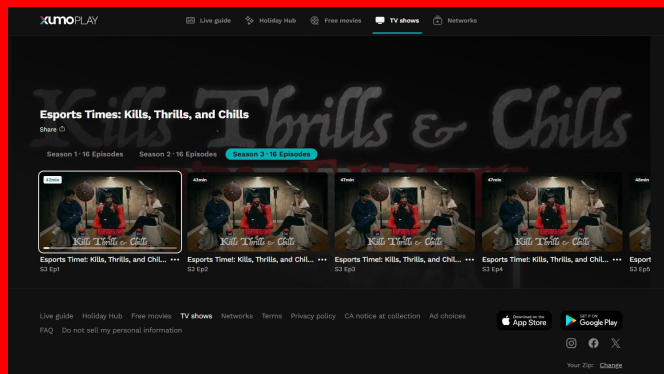 XUMO PLAY
Live guide
Holiday Hub
Free movies
TV shows
Networks
Kills Thrills & Chills
Esports Times: Kills, Thrills, and Chills
Share
Season 1 · 16 Episodes
Season 2 · 16 Episodes
Season 3 · 16 Episodes
42min
43min
47min
47min
48min
Kills Thrills & Chills
Kills Thrills & Chills
Kills Thrills & Chills
Kills Thrills & Chills
Esports Time!: Kills, Thrills, and Chil... •••
Esports Time!: Kills, Thrills, and Chil... •••
Esports Time!: Kills, Thrills, and Chil... •••
Esports Time!: Kills, Thrills, and Chil... •••
Esport
S3 Ep1
S3 Ep2
S3 Ep3
S3 Ep4
S3 Ep5
Live guide
Holiday Hub
Free movies
TV shows
Networks
Terms
Privacy policy
CA notice at collection
Ad choices
FAQ
Do not sell my personal information
Download on the
App Store
GET IT ON
Google Play
Your Zip: Change